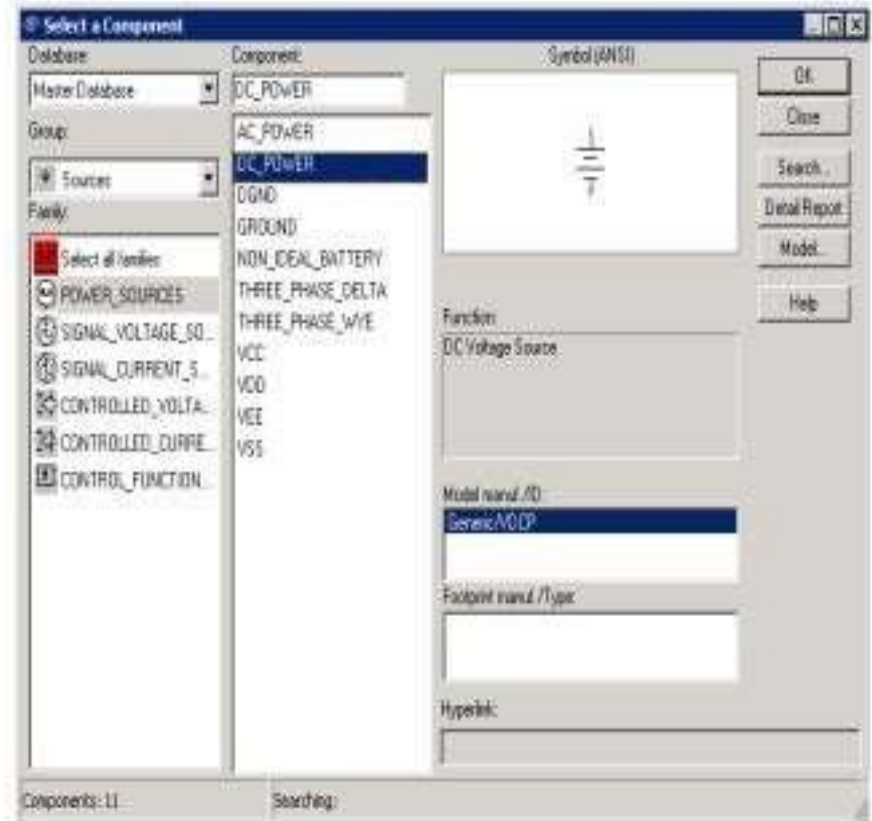 Select a Component
Database:
Master Database
Group:
Sources
Family:
Select all families
POWER_SOURCES
SIGNAL_VOLTAGE_SO...
SIGNAL_CURRENT_S...
CONTROLLED_VOLTA...
CONTROLLED_CURRE...
CONTROL_FUNCTION...
Component:
DC_POWER
AC_POWER
DC_POWER
DGND
GROUND
NON_IDEAL_BATTERY
THREE_PHASE_DELTA
THREE_PHASE_WYE
VCC
VDD
VEE
VSS
Symbol (ANSI)
Function:
DC Voltage Source
Model manuf./ID:
Generic/VDCP
Footprint manuf./Type:
Hyperlink:
OK
Close
Search...
Detail Report
Model...
Help
Components: 11
Searching: